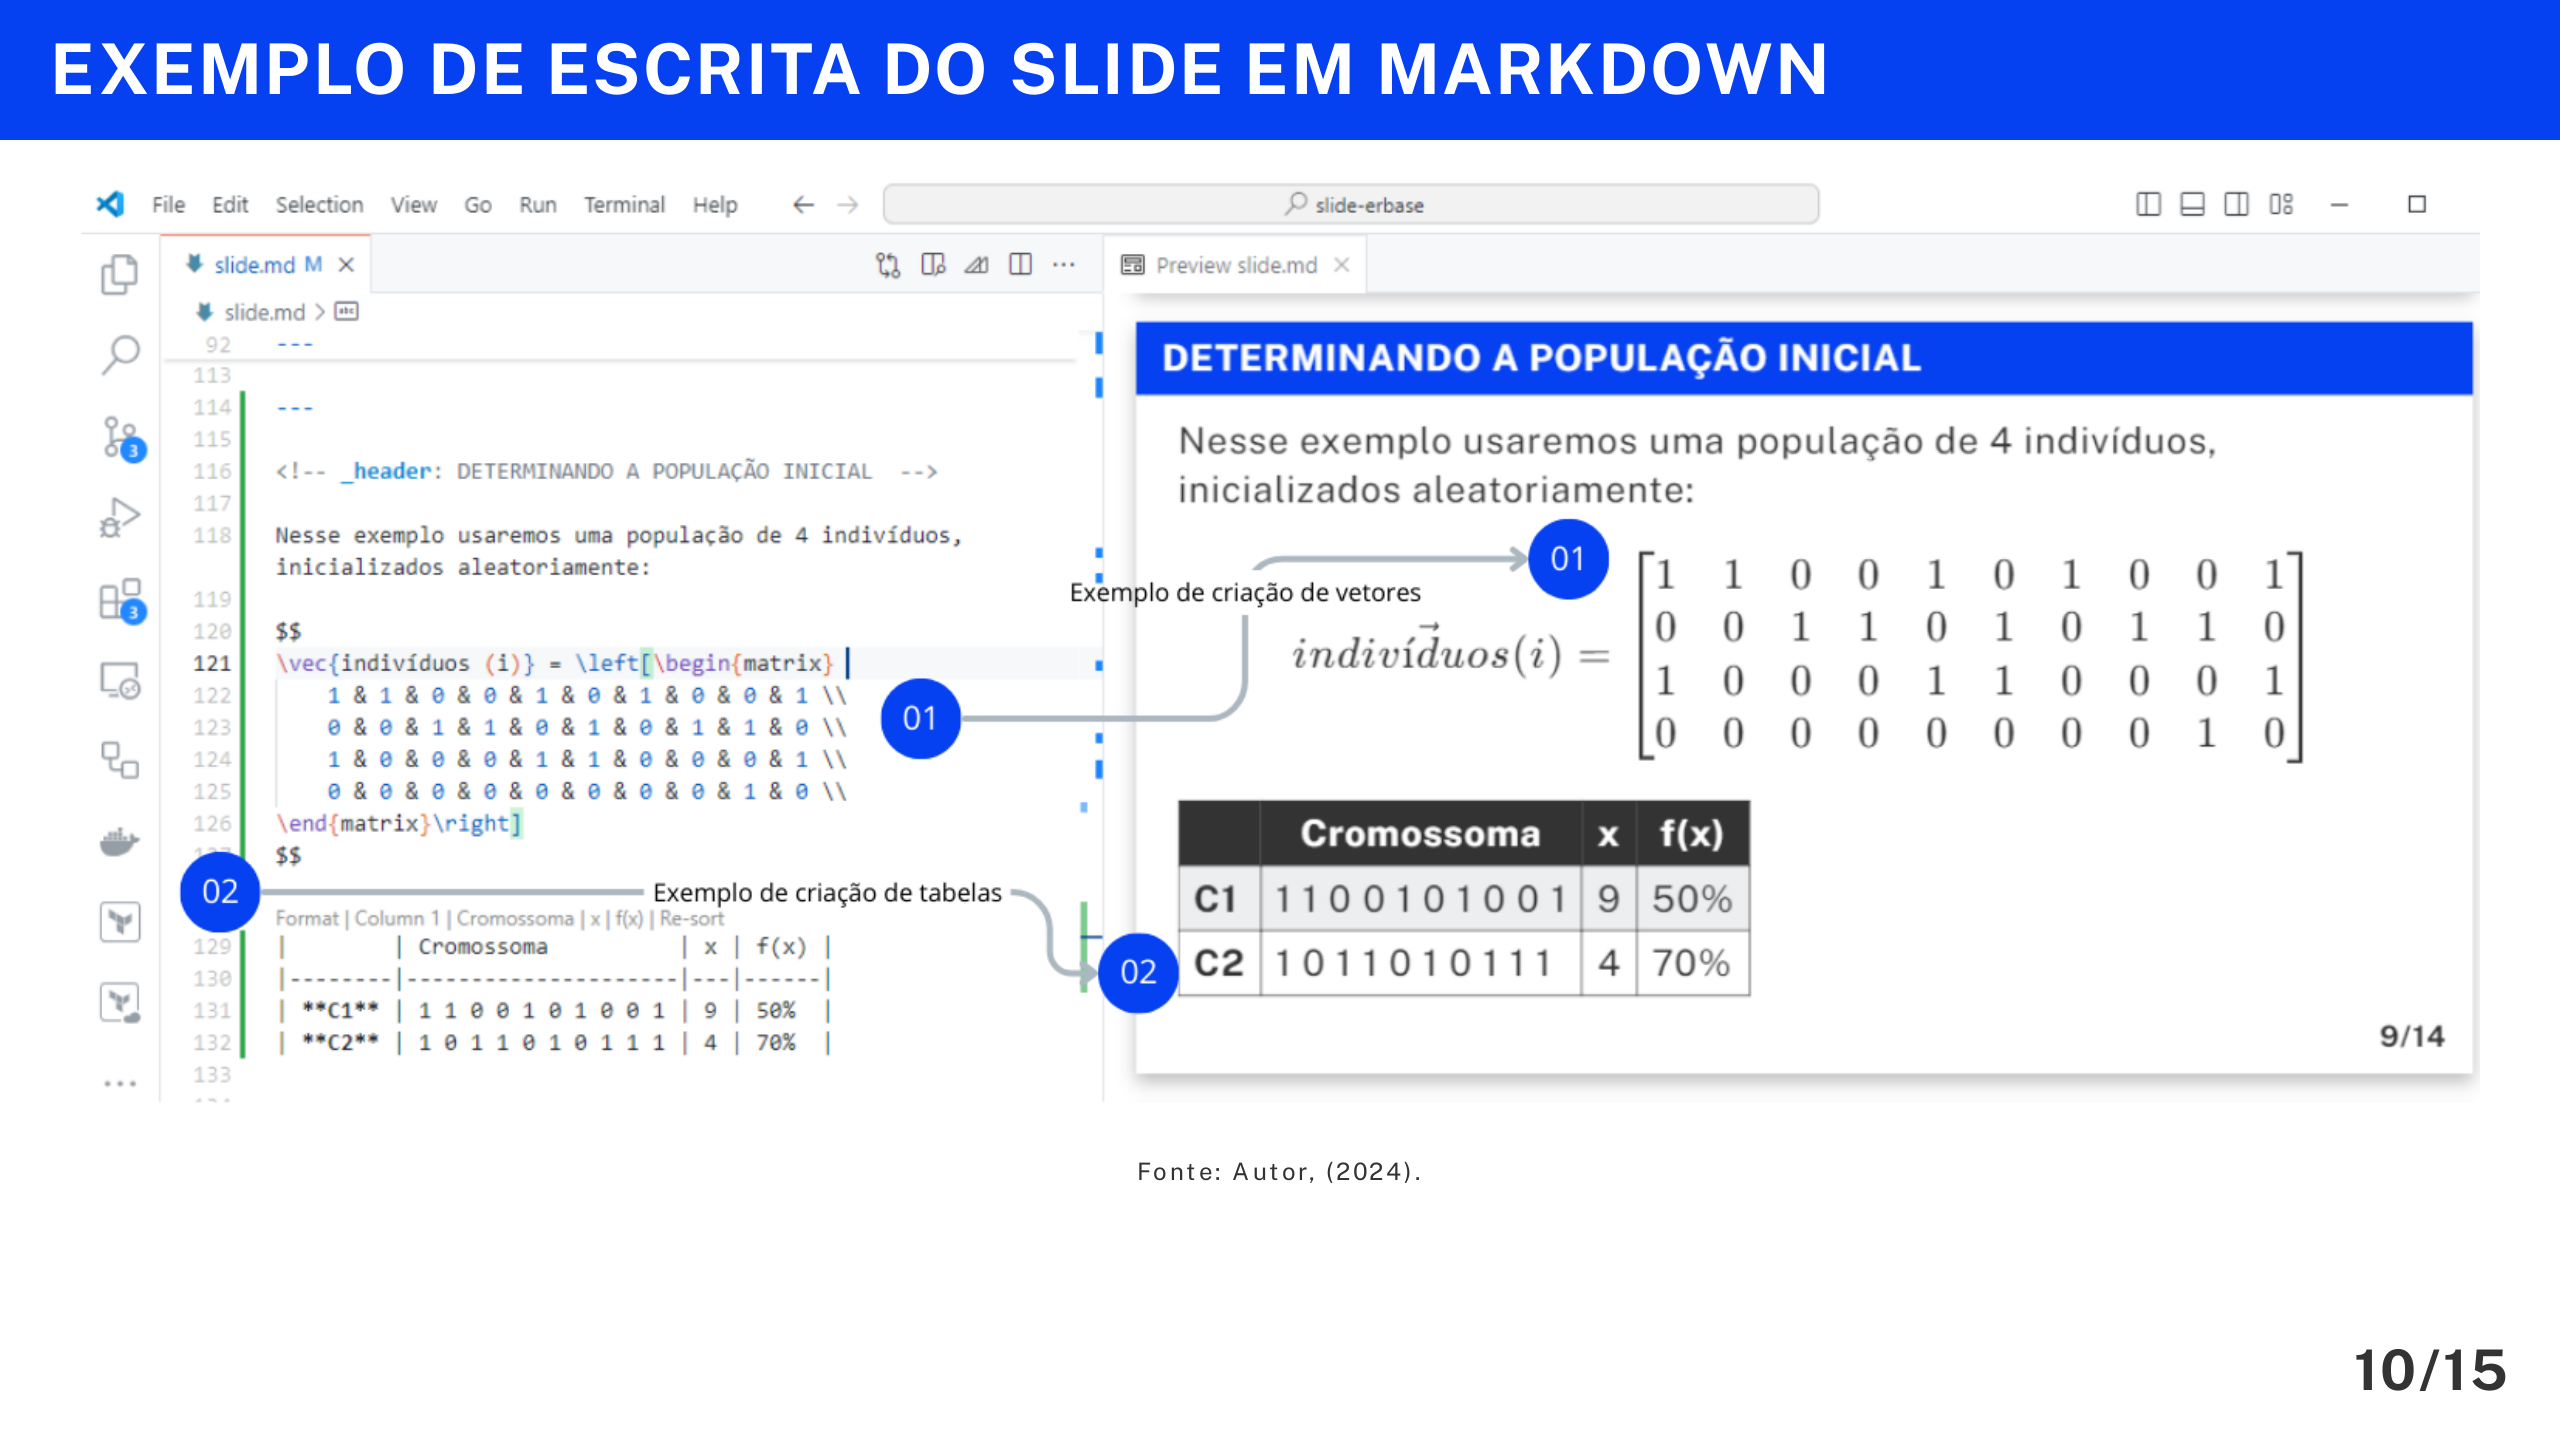 EXEMPLO DE ESCRITA DO SLIDE EM MARKDOWN
File Edit Selection View Go Run Terminal Help
slide-erbase
slide.md M
Preview slide.md
slide.md >
92 ---
113
114 ---
115
116 <!-- _header: DETERMINANDO A POPULAÇÃO INICIAL -->
117
118 Nesse exemplo usaremos uma população de 4 indivíduos,
inicializados aleatoriamente:
119
120 $$
121 \vec{indivíduos (i)} = \left[\begin{matrix}
122 1 & 1 & 0 & 0 & 1 & 0 & 1 & 0 & 0 & 1 \\
123 0 & 0 & 1 & 1 & 0 & 1 & 0 & 1 & 1 & 0 \\
124 1 & 0 & 0 & 0 & 1 & 1 & 0 & 0 & 0 & 1 \\
125 0 & 0 & 0 & 0 & 0 & 0 & 0 & 0 & 1 & 0 \\
126 \end{matrix}\right]
$$
01
02
Exemplo de criação de tabelas
Format | Column 1 | Cromossoma | x | f(x) | Re-sort
129 | | Cromossoma | x | f(x) |
130 |--------|---------------------|---|------|
131 | **C1** | 1 1 0 0 1 0 1 0 0 1 | 9 | 50% |
132 | **C2** | 1 0 1 1 0 1 0 1 1 1 | 4 | 70% |
133
3
3
DETERMINANDO A POPULAÇÃO INICIAL
Nesse exemplo usaremos uma população de 4 indivíduos,
inicializados aleatoriamente:
01
Exemplo de criação de vetores
indivíduos(i) =
1 1 0 0 1 0 1 0 0 1
0 0 1 1 0 1 0 1 1 0
1 0 0 0 1 1 0 0 0 1
0 0 0 0 0 0 0 0 1 0
02
Cromossoma x f(x)
C1 1 1 0 0 1 0 1 0 0 1 9 50%
C2 1 0 1 1 0 1 0 1 1 1 4 70%
9/14
Fonte: Autor, (2024).
10/15